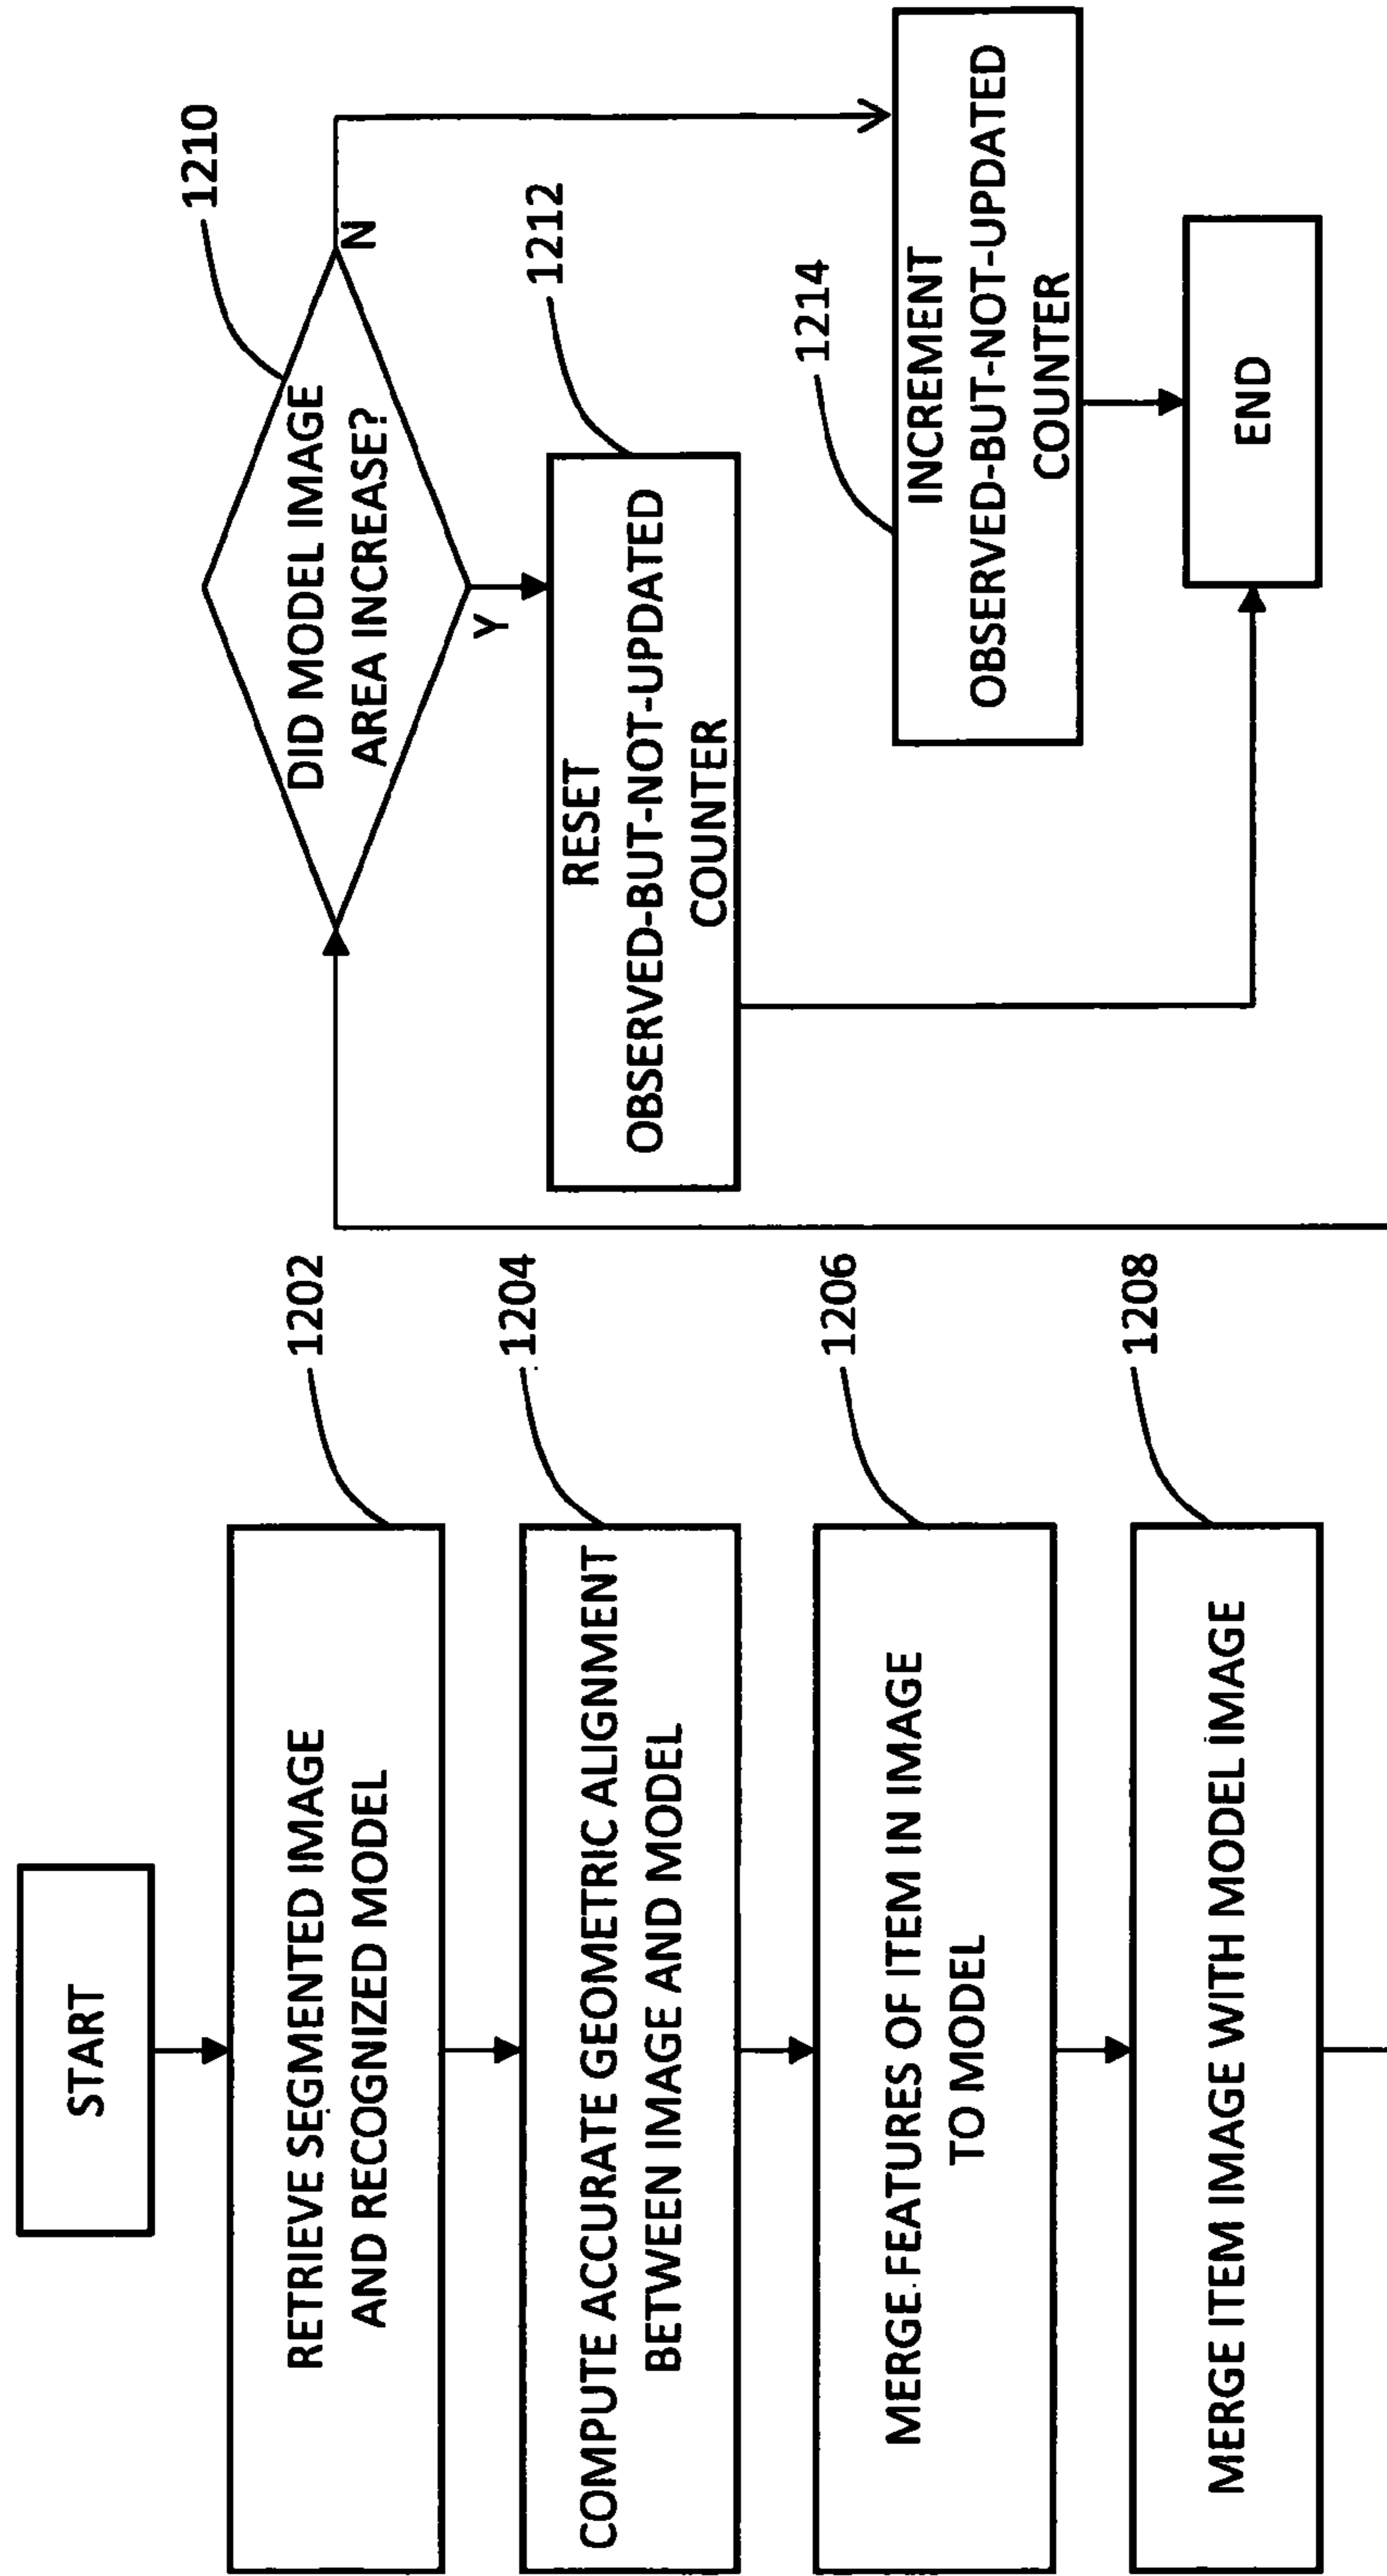 START
RETRIEVE SEGMENTED IMAGE
AND RECOGNIZED MODEL
1202
COMPUTE ACCURATE GEOMETRIC ALIGNMENT
BETWEEN IMAGE AND MODEL
1204
MERGE FEATURES OF ITEM IN IMAGE
TO MODEL
1206
MERGE ITEM IMAGE WITH MODEL IMAGE
1208
DID MODEL IMAGE
AREA INCREASE?
1210
N
Y
RESET
OBSERVED-BUT-NOT-UPDATED
COUNTER
1212
INCREMENT
OBSERVED-BUT-NOT-UPDATED
COUNTER
1214
END